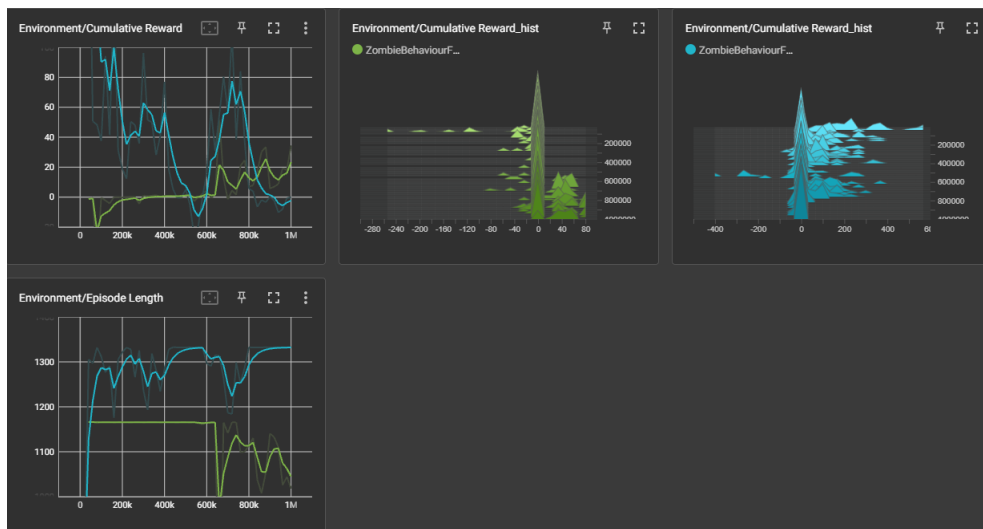 Environment/Cumulative Reward
80
60
40
20
0
0 200k 400k 600k 800k 1M
Environment/Cumulative Reward_hist
ZombieBehaviourF...
200000
400000
600000
800000
-280 -240 -200 -160 -120 -80 -40 0 40 80
Environment/Cumulative Reward_hist
ZombieBehaviourF...
200000
400000
600000
800000
-400 -200 0 200 400
Environment/Episode Length
1300
1200
1100
0 200k 400k 600k 800k 1M